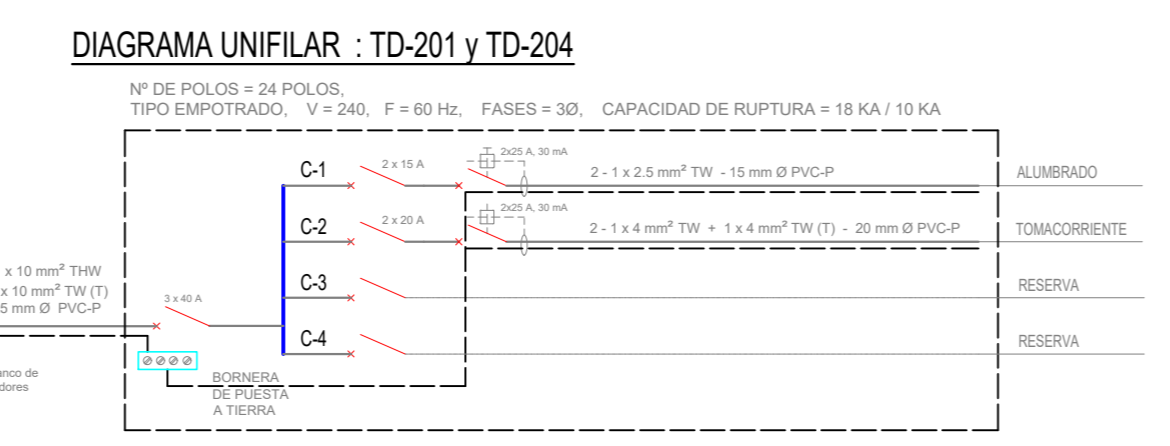 DIAGRAMA UNIFILAR : TD-201 y TD-204
Nº DE POLOS = 24 POLOS,
TIPO EMPOTRADO, V = 240, F = 60 Hz, FASES = 3Ø, CAPACIDAD DE RUPTURA = 18 KA / 10 KA
C-1
2 x 15 A
2x25 A, 30 mA
2 - 1 x 2.5 mm² TW - 15 mm Ø PVC-P
ALUMBRADO
C-2
2 x 20 A
2x25 A, 30 mA
2 - 1 x 4 mm² TW + 1 x 4 mm² TW (T) - 20 mm Ø PVC-P
TOMACORRIENTE
x 10 mm² THW
x 10 mm² TW (T)
5 mm Ø PVC-P
3 x 40 A
C-3
RESERVA
C-4
RESERVA
anco de
dores
BORNERA
DE PUESTA
A TIERRA